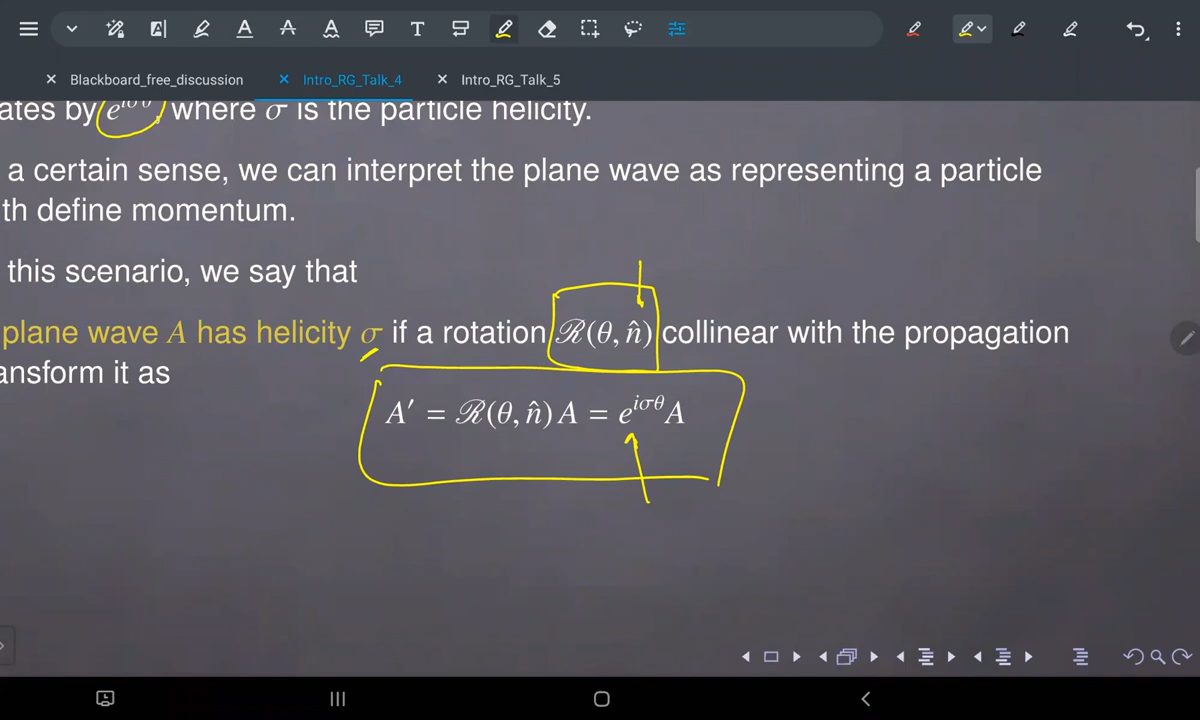 Blackboard_free_discussion Intro_RG_Talk_4 Intro_RG_Talk_5
ates by e^{iσθ}, where σ is the particle helicity.
a certain sense, we can interpret the plane wave as representing a particle
th define momentum.
this scenario, we say that
plane wave A has helicity σ if a rotation ℛ(θ, n̂) collinear with the propagation
ansform it as
A′ = ℛ(θ, n̂) A = e^{iσθ} A